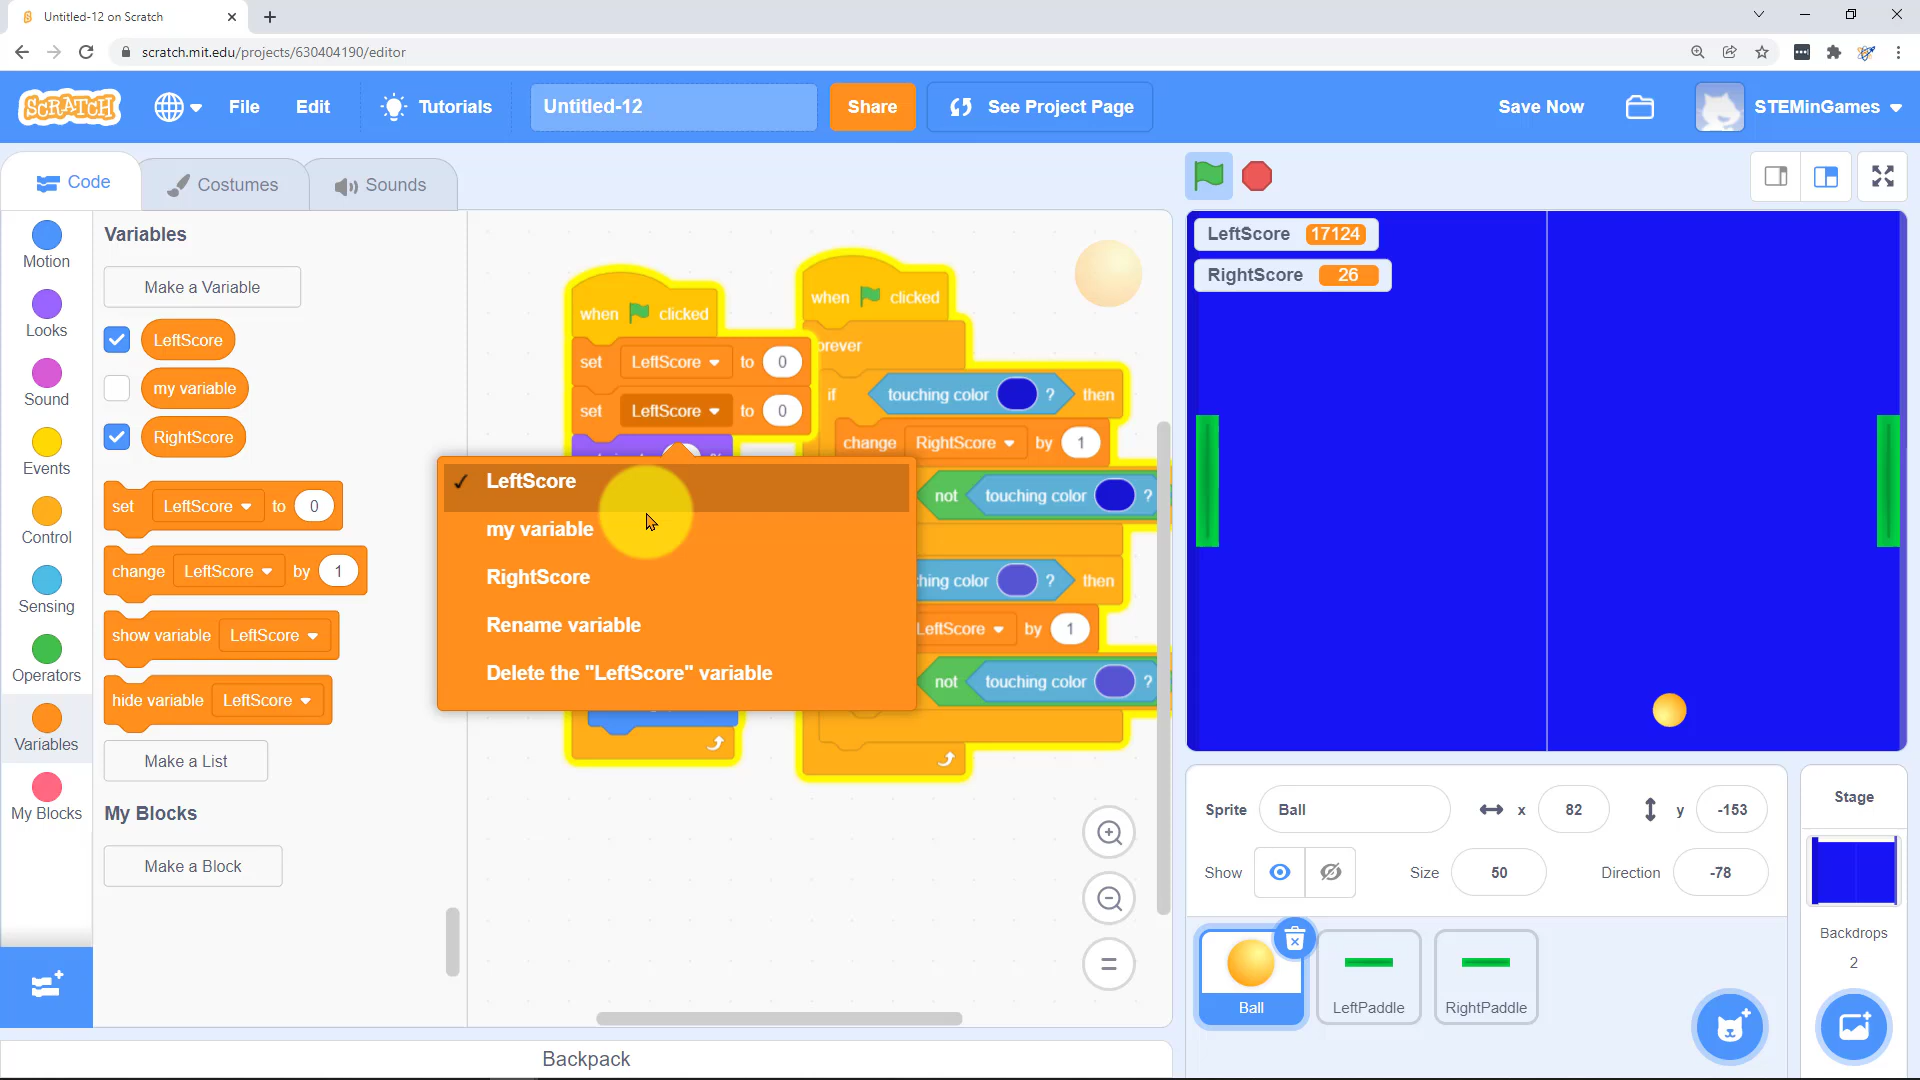 Untitled-12 on Scratch
scratch.mit.edu/projects/630404190/editor
SCRATCH
File
Edit
Tutorials
Untitled-12
Share
See Project Page
Save Now
STEMinGames
Code
Costumes
Sounds
Motion
Looks
Sound
Events
Control
Sensing
Operators
Variables
My Blocks
Variables
Make a Variable
LeftScore
my variable
RightScore
set LeftScore to 0
change LeftScore by 1
show variable LeftScore
hide variable LeftScore
Make a List
My Blocks
Make a Block
when clicked
set LeftScore to 0
set LeftScore to 0
LeftScore
my variable
RightScore
Rename variable
Delete the "LeftScore" variable
when clicked
orever
if touching color ? then
change RightScore by 1
not touching color ?
hing color ? then
LeftScore by 1
not touching color ?
LeftScore 17124
RightScore 26
Sprite Ball x 82 y -153
Show Size 50 Direction -78
Ball
LeftPaddle
RightPaddle
Stage
Backdrops
2
Backpack